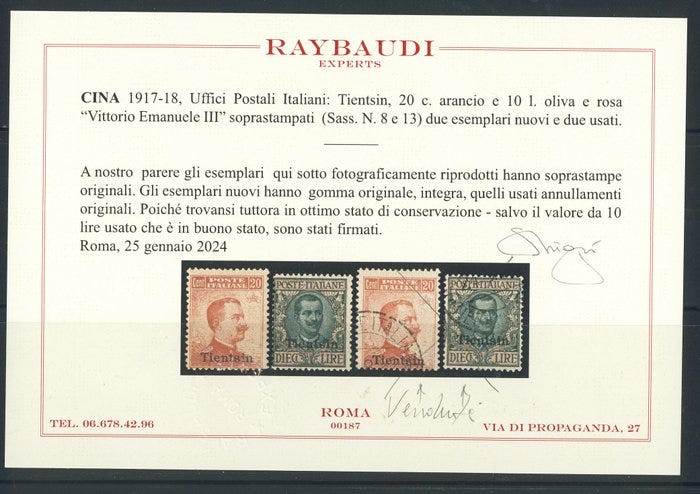 RAYBAUDI
EXPERTS
CINA 1917-18, Uffici Postali Italiani: Tientsin, 20 c. arancio e 10 l. oliva e rosa
“Vittorio Emanuele III” soprastampati (Sass. N. 8 e 13) due esemplari nuovi e due usati.
A nostro parere gli esemplari qui sotto fotograficamente riprodotti hanno soprastampe
originali. Gli esemplari nuovi hanno gomma originale, integra, quelli usati annullamenti
originali. Poiché trovansi tuttora in ottimo stato di conservazione - salvo il valore da 10
lire usato che è in buono stato, sono stati firmati.
Roma, 25 gennaio 2024
Cent 20
POSTE
ITALIANE
Tientsin
POSTE ITALIANE
Tientsin
DIECI LIRE
20
POSTE
ITALIANE
Tientsin
POSTE ITALIANE
Tientsin
DIECI LIRE
Vendute
TEL. 06.678.42.96
ROMA
00187
VIA DI PROPAGANDA, 27